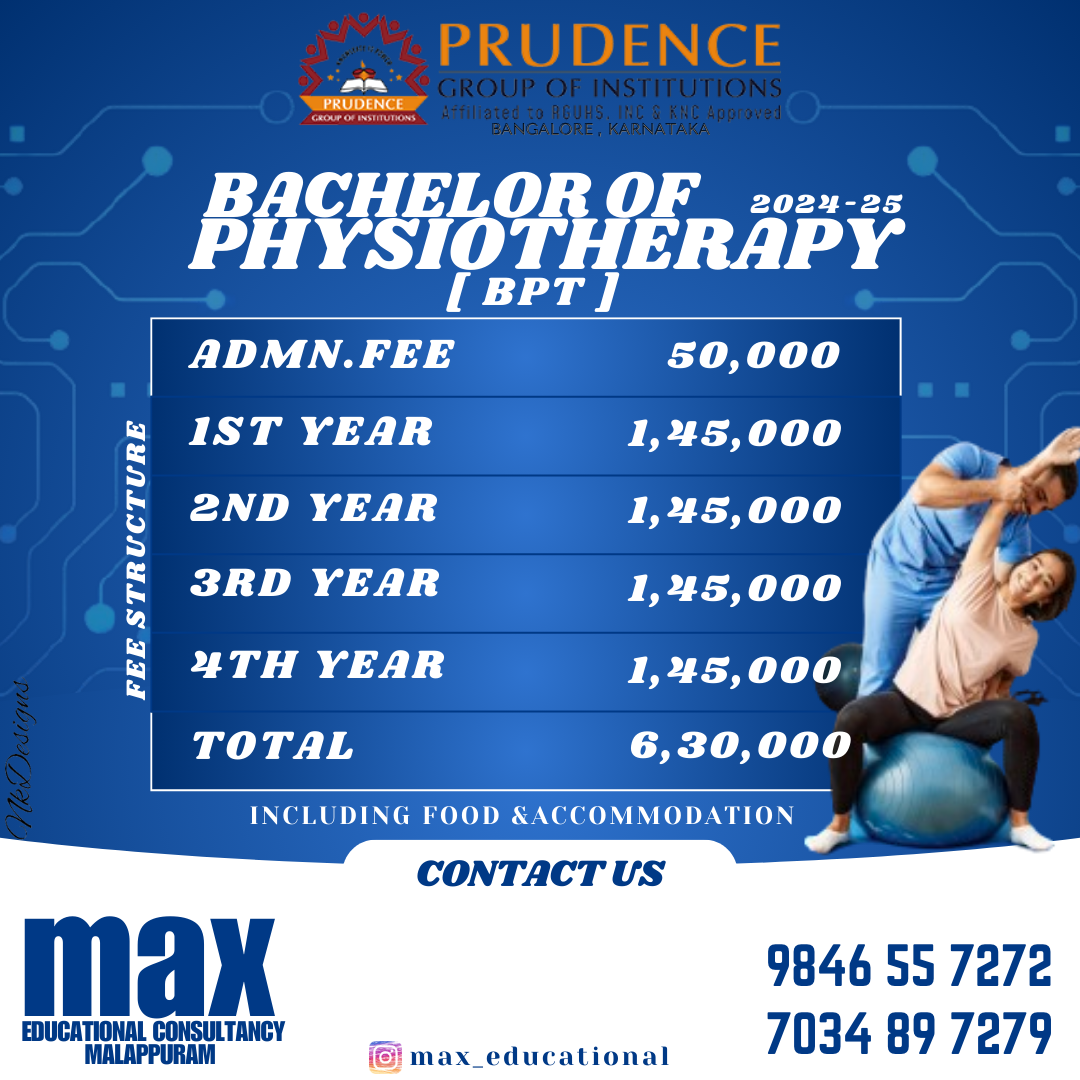 PRUDENCE
GROUP OF INSTITUTIONS
PRUDENCE
GROUP OF INSTITUTIONS
Affiliated to RGUHS, INC & KNC Approved
BANGALORE, KARNATAKA
BACHELOR OF
2024-25
PHYSIOTHERAPY
[ BPT ]
FEE STRUCTURE
ADMN.FEE 50,000
1ST YEAR 1,45,000
2ND YEAR 1,45,000
3RD YEAR 1,45,000
4TH YEAR 1,45,000
TOTAL 6,30,000
INCLUDING FOOD &ACCOMMODATION
NkDesigns
CONTACT US
max
EDUCATIONAL CONSULTANCY
MALAPPURAM
9846 55 7272
7034 89 7279
max_educational